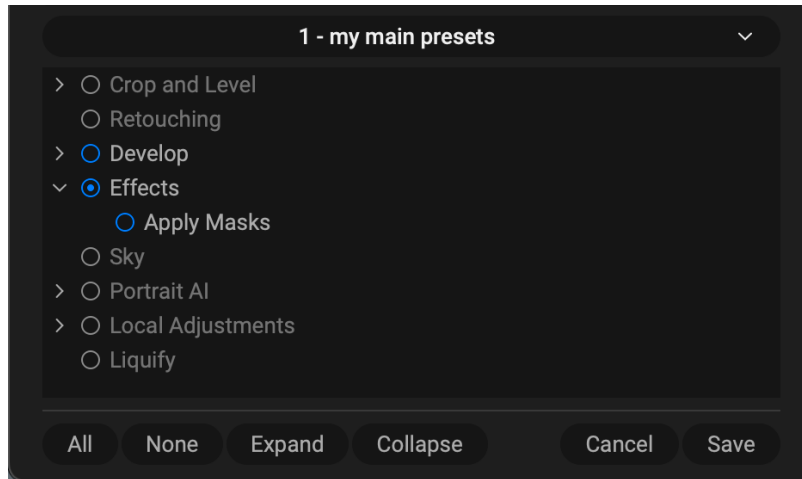 1 - my main presets
Crop and Level
Retouching
Develop
Effects
Apply Masks
Sky
Portrait AI
Local Adjustments
Liquify
All None Expand Collapse Cancel Save